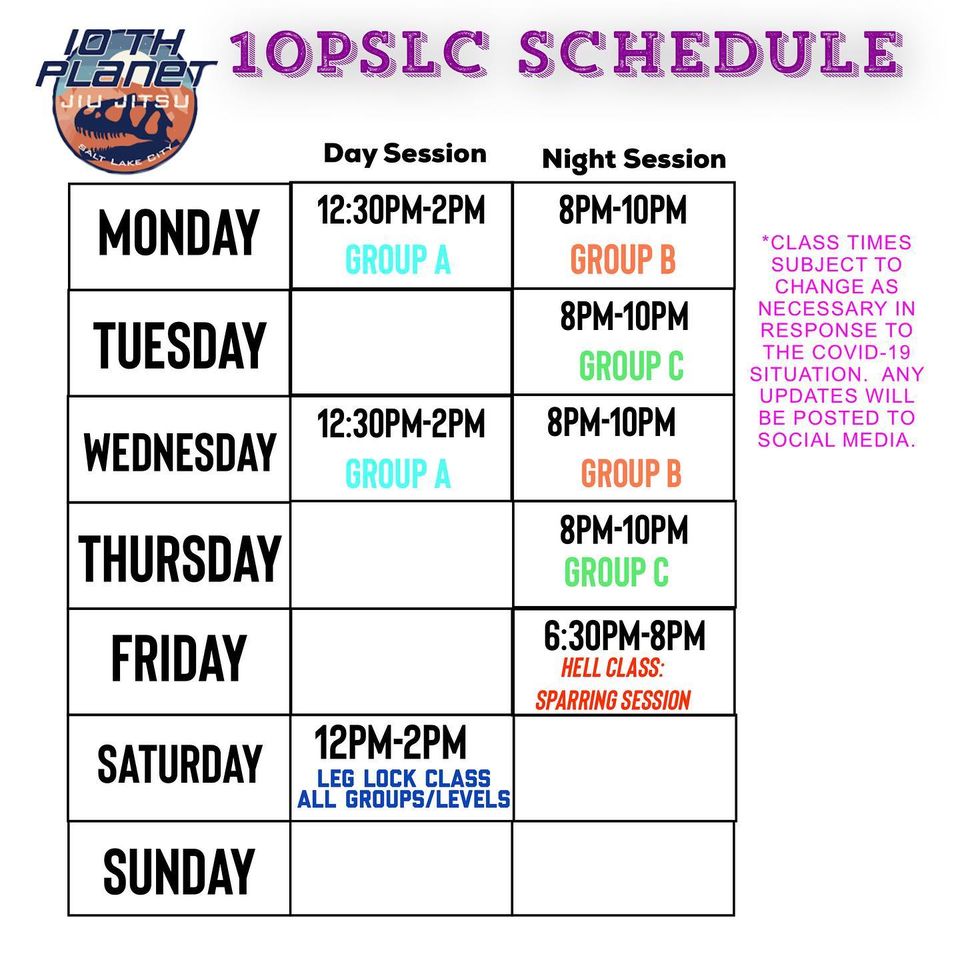 10TH
PLANET
JIU JITSU
SALT LAKE CITY
10PSLC SCHEDULE
Day Session
Night Session
MONDAY
12:30PM-2PM
GROUP A
8PM-10PM
GROUP B
TUESDAY
8PM-10PM
GROUP C
WEDNESDAY
12:30PM-2PM
GROUP A
8PM-10PM
GROUP B
THURSDAY
8PM-10PM
GROUP C
FRIDAY
6:30PM-8PM
HELL CLASS:
SPARRING SESSION
SATURDAY
12PM-2PM
LEG LOCK CLASS
ALL GROUPS/LEVELS
SUNDAY
*CLASS TIMES
SUBJECT TO
CHANGE AS
NECESSARY IN
RESPONSE TO
THE COVID-19
SITUATION. ANY
UPDATES WILL
BE POSTED TO
SOCIAL MEDIA.